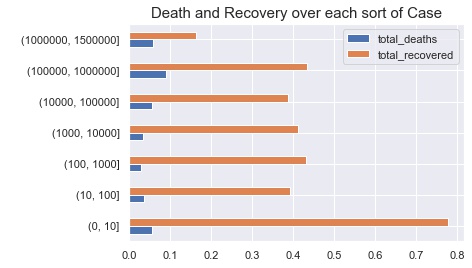 Death and Recovery over each sort of Case
total_deaths
total_recovered
(1000000, 1500000]
(100000, 1000000]
(10000, 100000]
(1000, 10000]
(100, 1000]
(10, 100]
(0, 10]
0.0 0.1 0.2 0.3 0.4 0.5 0.6 0.7 0.8